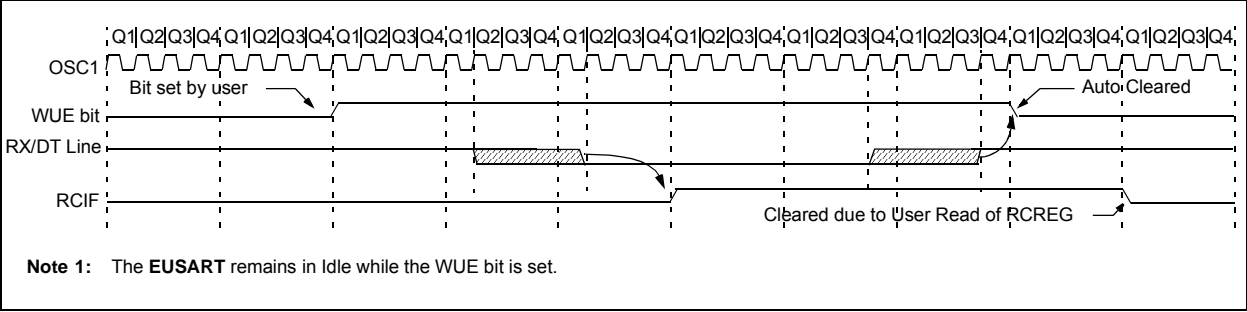 Q1 Q2 Q3 Q4 Q1 Q2 Q3 Q4 Q1 Q2 Q3 Q4 Q1 Q2 Q3 Q4 Q1 Q2 Q3 Q4 Q1 Q2 Q3 Q4 Q1 Q2 Q3 Q4 Q1 Q2 Q3 Q4 Q1 Q2 Q3 Q4 Q1 Q2 Q3 Q4
OSC1
Bit set by user
Auto Cleared
WUE bit
RX/DT Line
RCIF
Cleared due to User Read of RCREG
Note 1: The EUSART remains in Idle while the WUE bit is set.